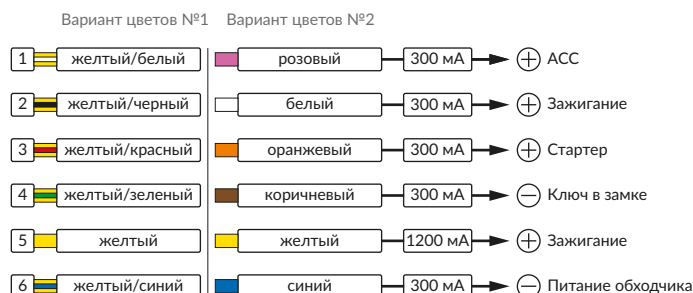 Вариант цветов №1 Вариант цветов №2
1 желтый/белый розовый 300 мА + АСС
2 желтый/черный белый 300 мА + Зажигание
3 желтый/красный оранжевый 300 мА + Стартер
4 желтый/зеленый коричневый 300 мА − Ключ в замке
5 желтый желтый 1200 мА + Зажигание
6 желтый/синий синий 300 мА − Питание обходчика